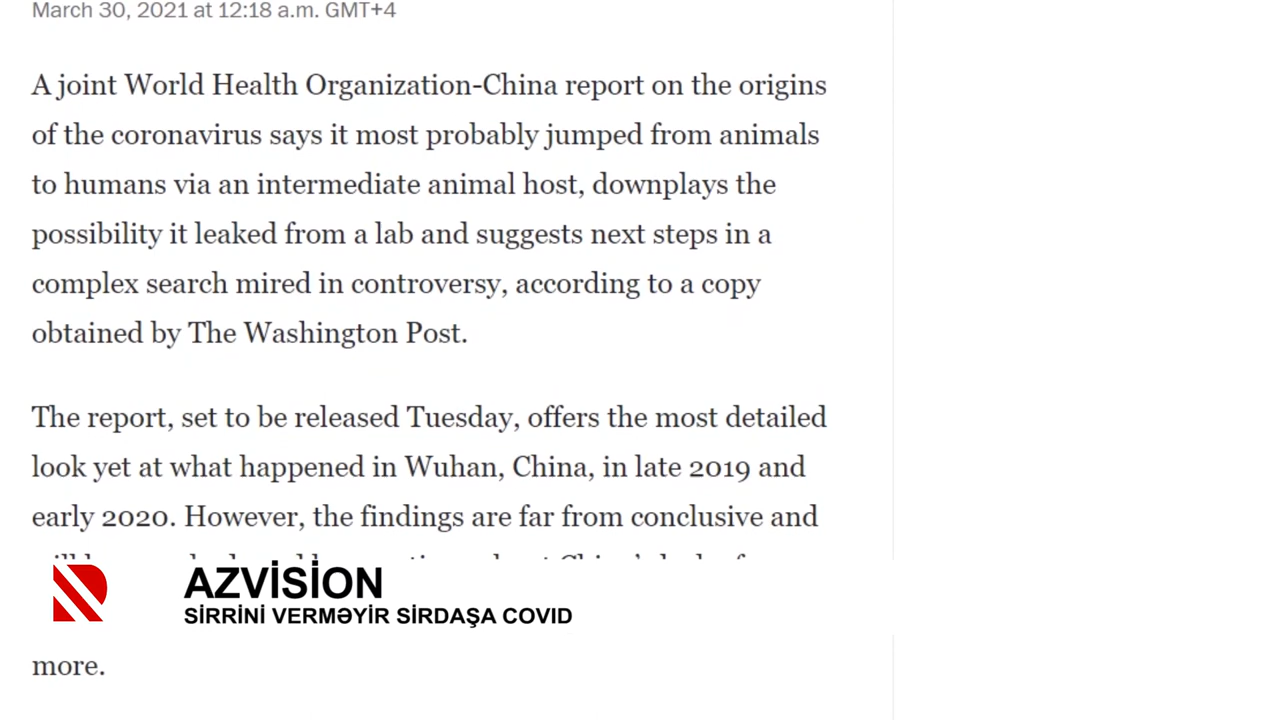 March 30, 2021 at 12:18 a.m. GMT+4
A joint World Health Organization-China report on the origins
of the coronavirus says it most probably jumped from animals
to humans via an intermediate animal host, downplays the
possibility it leaked from a lab and suggests next steps in a
complex search mired in controversy, according to a copy
obtained by The Washington Post.
The report, set to be released Tuesday, offers the most detailed
look yet at what happened in Wuhan, China, in late 2019 and
early 2020. However, the findings are far from conclusive and
AZVİSİON
SİRRİNİ VERMƏYİR SİRDAŞA COVID
more.